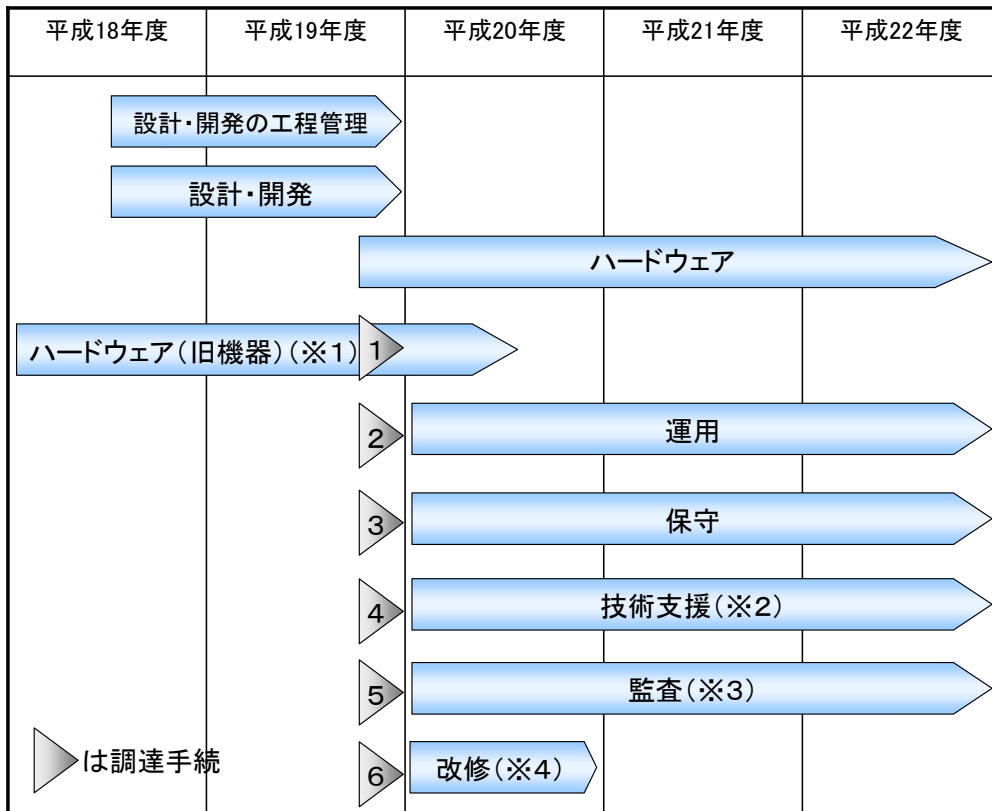 平成18年度 平成19年度 平成20年度 平成21年度 平成22年度
設計・開発の工程管理
設計・開発
ハードウェア
ハードウェア(旧機器)(※1) 1
2 運用
3 保守
4 技術支援(※2)
5 監査(※3)
は調達手続
6 改修(※4)